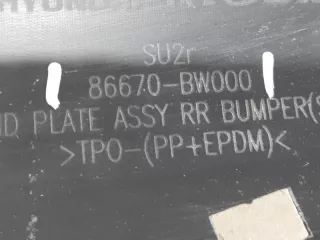 SU2r
86670-BW000
PLATE ASSY RR BUMPER(S
>TPO-(PP+EPDM)<